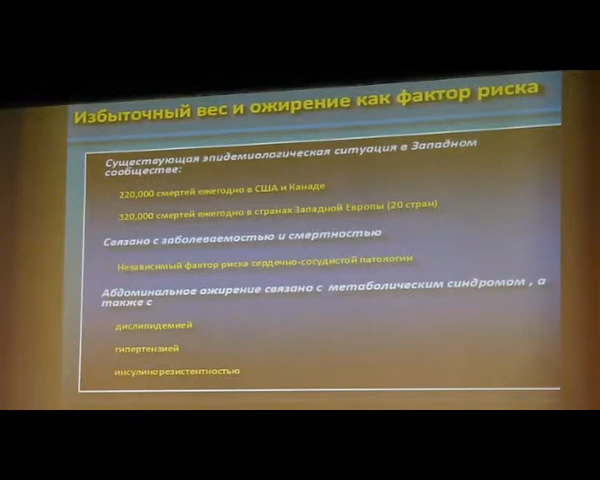 Избыточный вес и ожирение как фактор риска
Существующая эпидемиологическая ситуация в Западном
сообществе:
220,000 смертей ежегодно в США и Канаде
320,000 смертей ежегодно в странах Западной Европы (20 стран)
Связано с заболеваемостью и смертностью
Независимый фактор риска сердечно-сосудистой патологии
Абдоминальное ожирение связано с метаболическим синдромом , а
также с
дислипидемией
гипертензией
инсулинорезистентностью